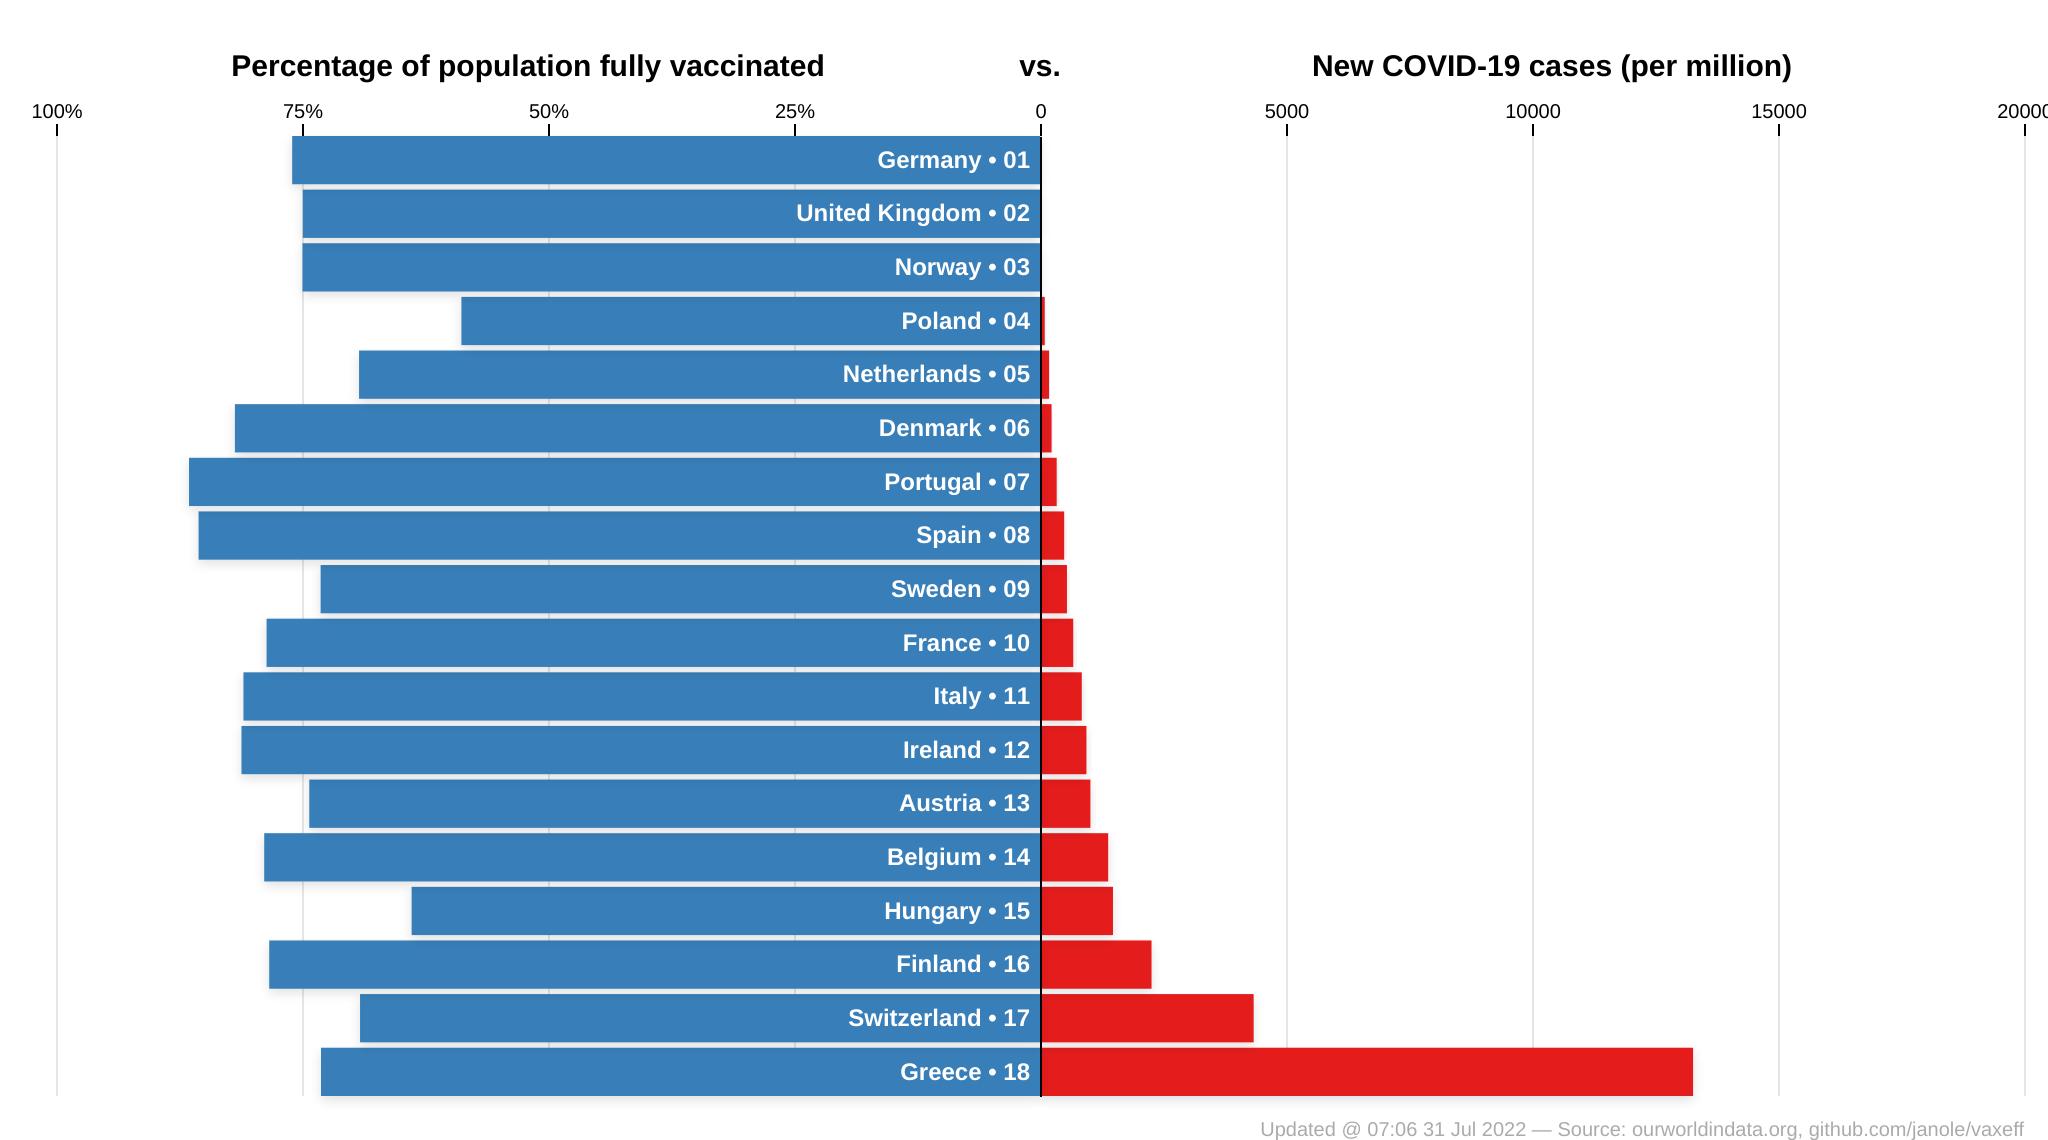 Percentage of population fully vaccinated vs. New COVID-19 cases (per million)
100% 75% 50% 25% 0 5000 10000 15000 20000
Germany • 01
United Kingdom • 02
Norway • 03
Poland • 04
Netherlands • 05
Denmark • 06
Portugal • 07
Spain • 08
Sweden • 09
France • 10
Italy • 11
Ireland • 12
Austria • 13
Belgium • 14
Hungary • 15
Finland • 16
Switzerland • 17
Greece • 18
Updated @ 07:06 31 Jul 2022 — Source: ourworldindata.org, github.com/janole/vaxeff